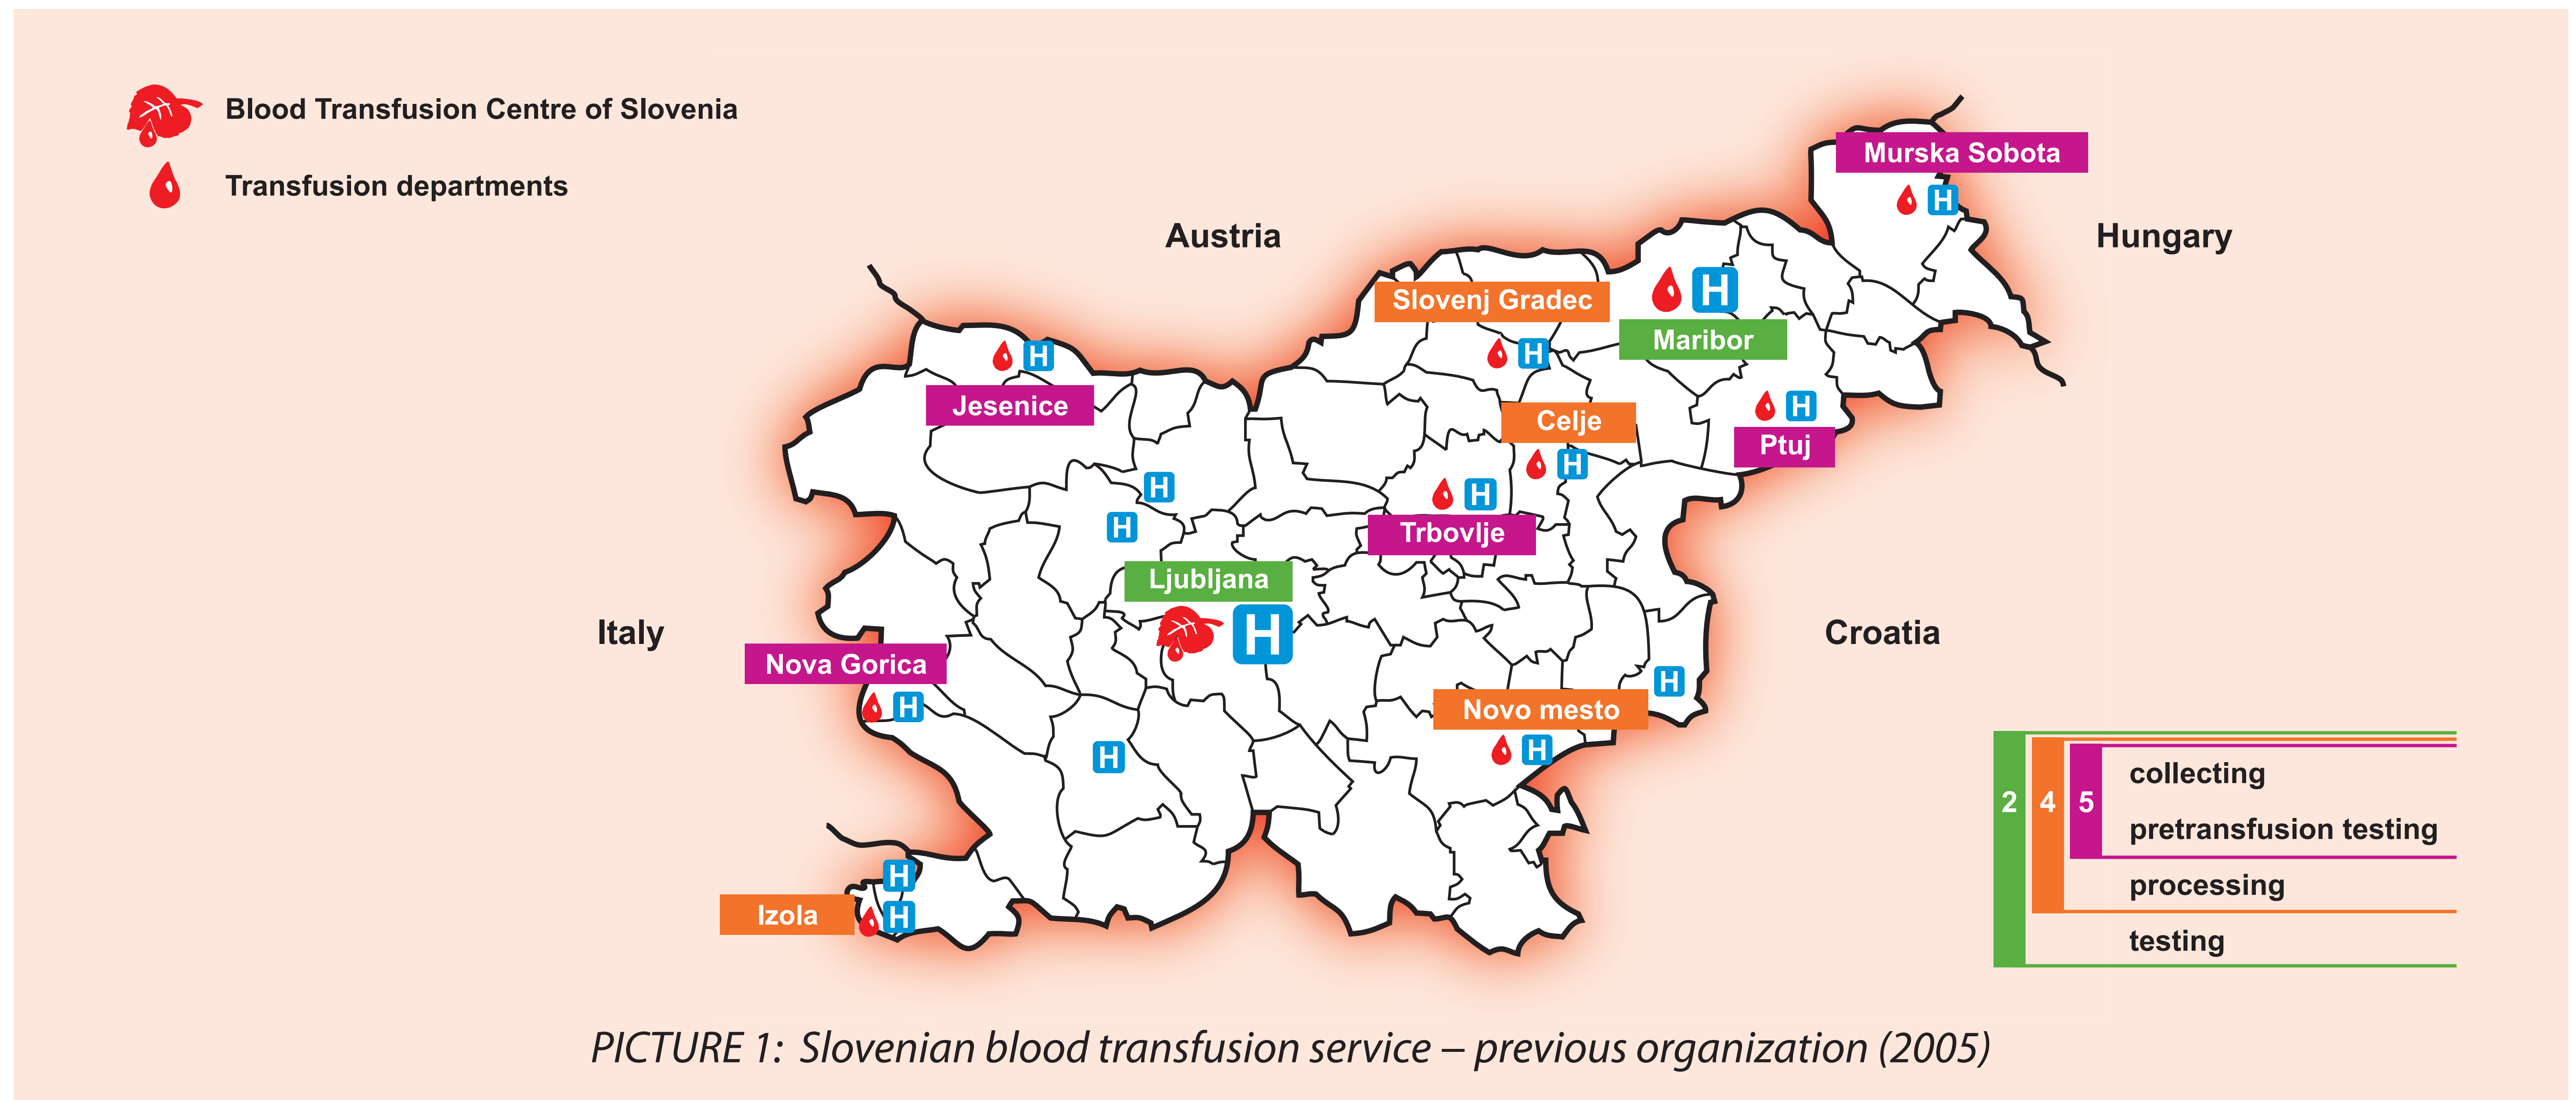 Blood Transfusion Centre of Slovenia
Transfusion departments
Austria
Hungary
Italy
Croatia
Murska Sobota
H
Slovenj Gradec
H
H
Maribor
H
Jesenice
H
Ptuj
Celje
H
H
H
Trbovlje
H
Ljubljana
H
Nova Gorica
H
H
Novo mesto
H
H
H
Izola
H
2 4 5
collecting
pretransfusion testing
processing
testing
PICTURE 1: Slovenian blood transfusion service – previous organization (2005)